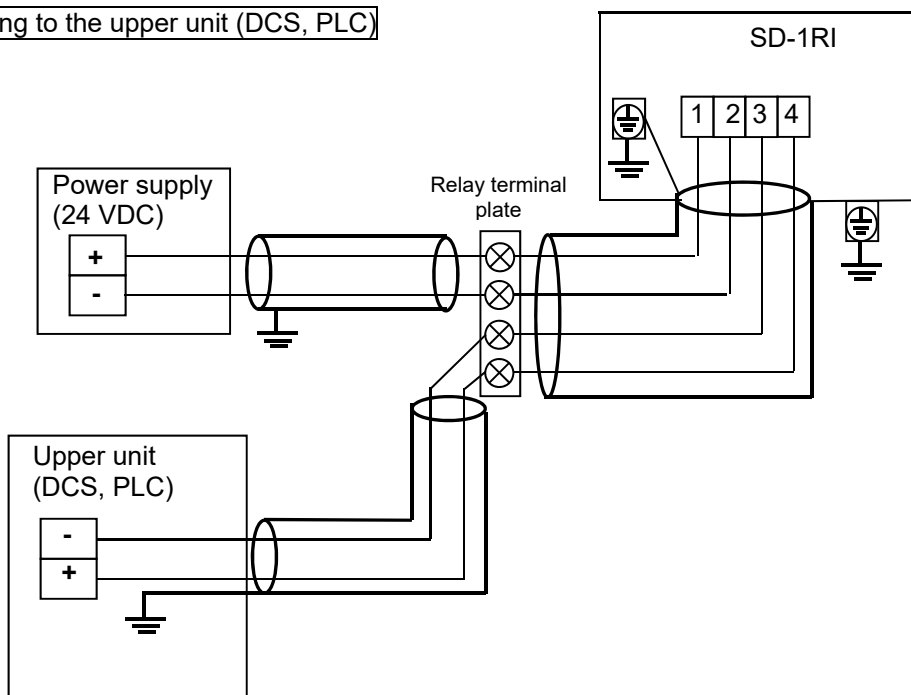 ng to the upper unit (DCS, PLC)
SD-1RI
1 2 3 4
Power supply
(24 VDC)
+
-
Relay terminal
plate
Upper unit
(DCS, PLC)
-
+